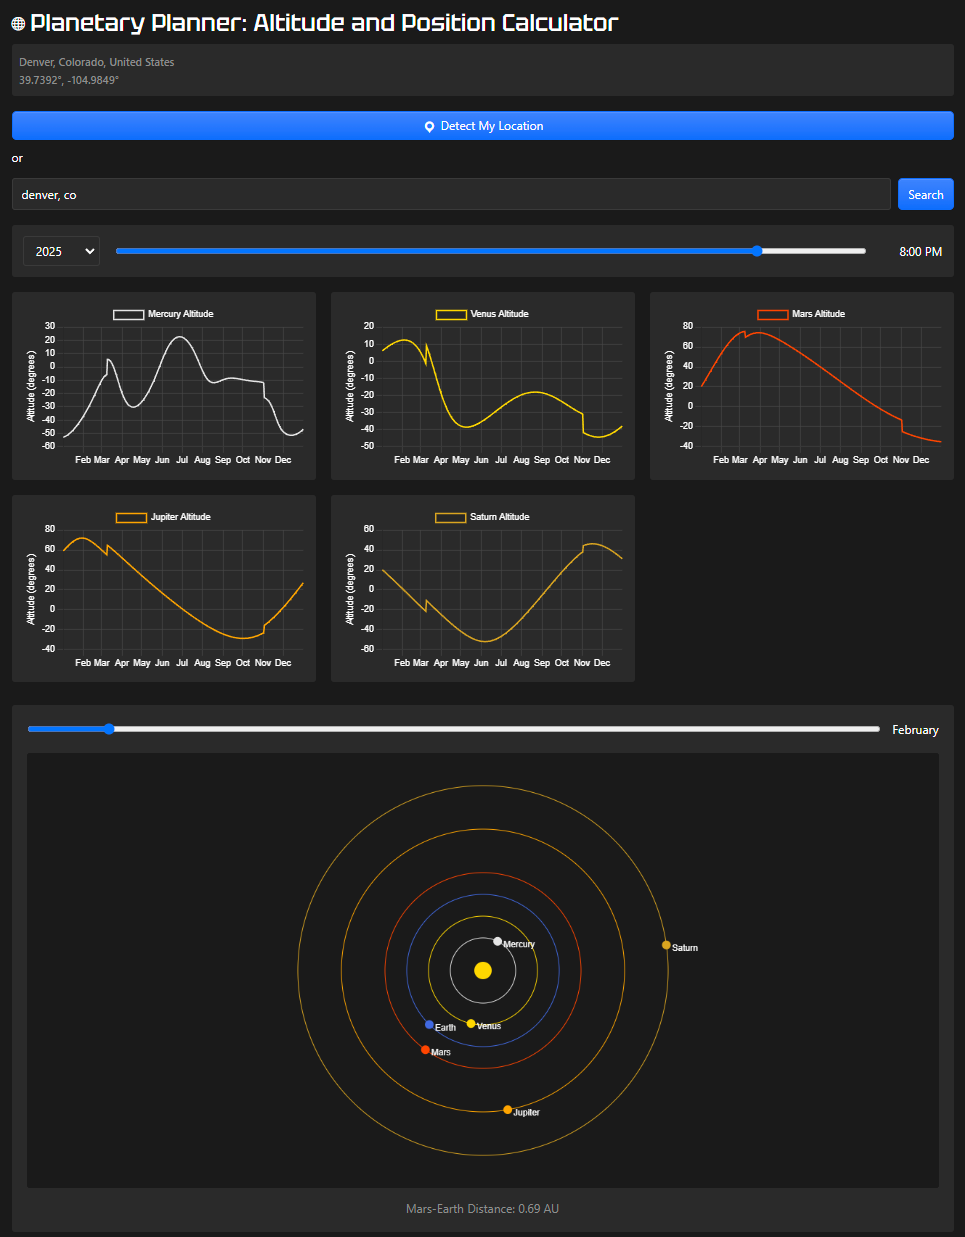 Planetary Planner: Altitude and Position Calculator
Denver, Colorado, United States
39.7392°, -104.9849°
Detect My Location
or
denver, co
Search
2025
8:00 PM
Mercury Altitude
Altitude (degrees)
30
20
10
0
-10
-20
-30
-40
-50
-60
Feb Mar Apr May Jun Jul Aug Sep Oct Nov Dec
Venus Altitude
Altitude (degrees)
20
10
0
-10
-20
-30
-40
-50
Feb Mar Apr May Jun Jul Aug Sep Oct Nov Dec
Mars Altitude
Altitude (degrees)
80
60
40
20
0
-20
-40
Feb Mar Apr May Jun Jul Aug Sep Oct Nov Dec
Jupiter Altitude
Altitude (degrees)
80
60
40
20
0
-20
-40
Feb Mar Apr May Jun Jul Aug Sep Oct Nov Dec
Saturn Altitude
Altitude (degrees)
60
40
20
0
-20
-40
-60
Feb Mar Apr May Jun Jul Aug Sep Oct Nov Dec
February
Mercury
Saturn
Earth
Venus
Mars
Jupiter
Mars-Earth Distance: 0.69 AU